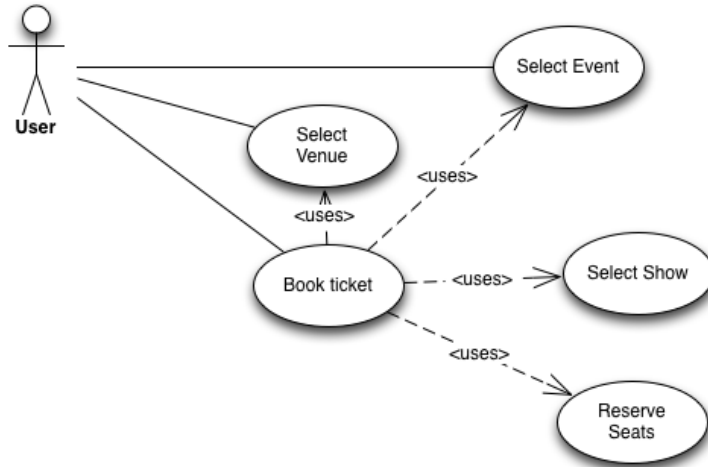 Select Event
User
Select
Venue
<uses>
<uses>
Book ticket
<uses>
Select Show
<uses>
Reserve
Seats